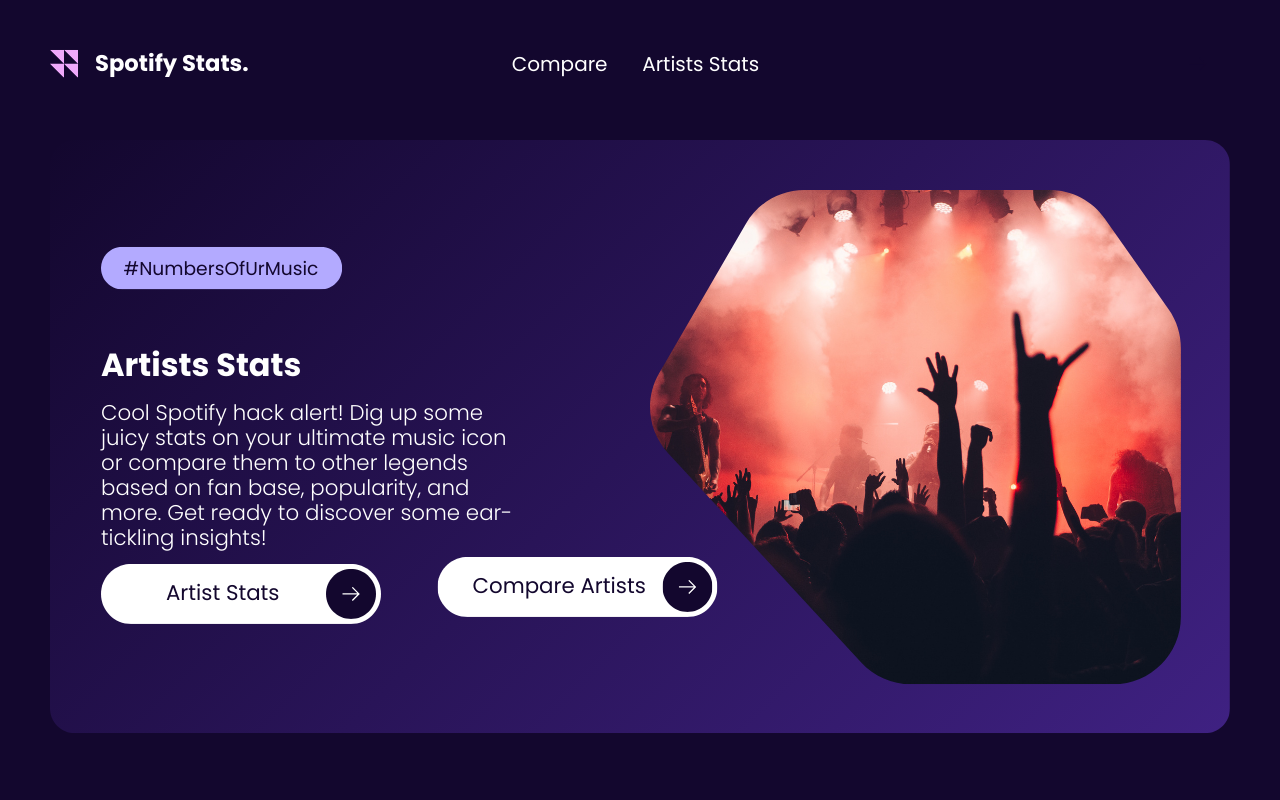 Spotify Stats.
Compare
Artists Stats
#NumbersOfUrMusic
Artists Stats
Cool Spotify hack alert! Dig up some
juicy stats on your ultimate music icon
or compare them to other legends
based on fan base, popularity, and
more. Get ready to discover some ear-
tickling insights!
Artist Stats
Compare Artists